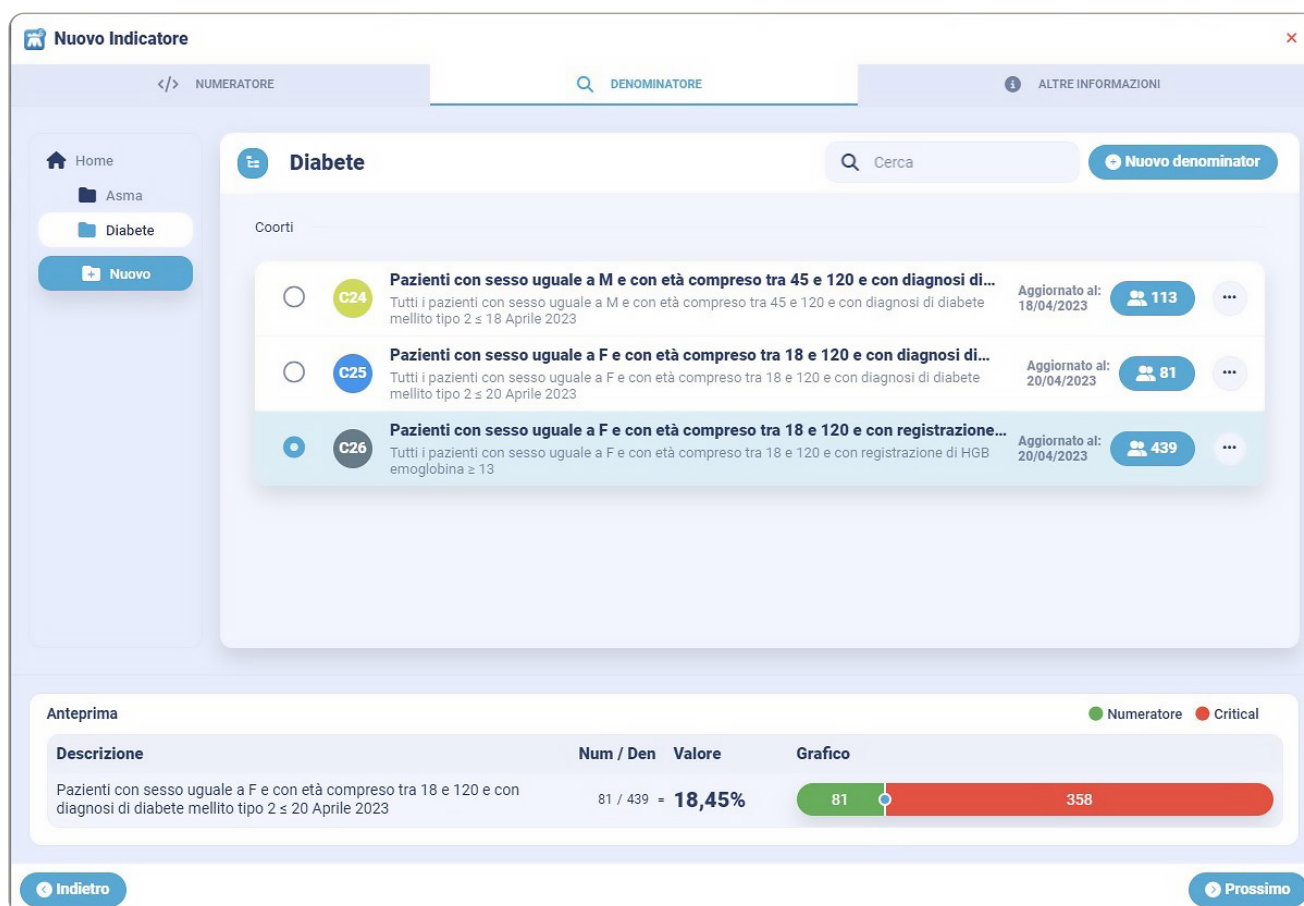 Nuovo Indicatore
</> NUMERATORE
DENOMINATORE
ALTRE INFORMAZIONI
Home
Asma
Diabete
Nuovo
Diabete
Cerca
Nuovo denominator
Coorti
C24
Pazienti con sesso uguale a M e con età compreso tra 45 e 120 e con diagnosi di...
Tutti i pazienti con sesso uguale a M e con età compreso tra 45 e 120 e con diagnosi di diabete
mellito tipo 2 ≤ 18 Aprile 2023
Aggiornato al:
18/04/2023
113
C25
Pazienti con sesso uguale a F e con età compreso tra 18 e 120 e con diagnosi di...
Tutti i pazienti con sesso uguale a F e con età compreso tra 18 e 120 e con diagnosi di diabete
mellito tipo 2 ≤ 20 Aprile 2023
Aggiornato al:
20/04/2023
81
C26
Pazienti con sesso uguale a F e con età compreso tra 18 e 120 e con registrazione...
Tutti i pazienti con sesso uguale a F e con età compreso tra 18 e 120 e con registrazione di HGB
emoglobina ≥ 13
Aggiornato al:
20/04/2023
439
Anteprima
Numeratore
Critical
Descrizione
Num / Den
Valore
Grafico
Pazienti con sesso uguale a F e con età compreso tra 18 e 120 e con
diagnosi di diabete mellito tipo 2 ≤ 20 Aprile 2023
81 / 439 = 18,45%
81
358
Indietro
Prossimo